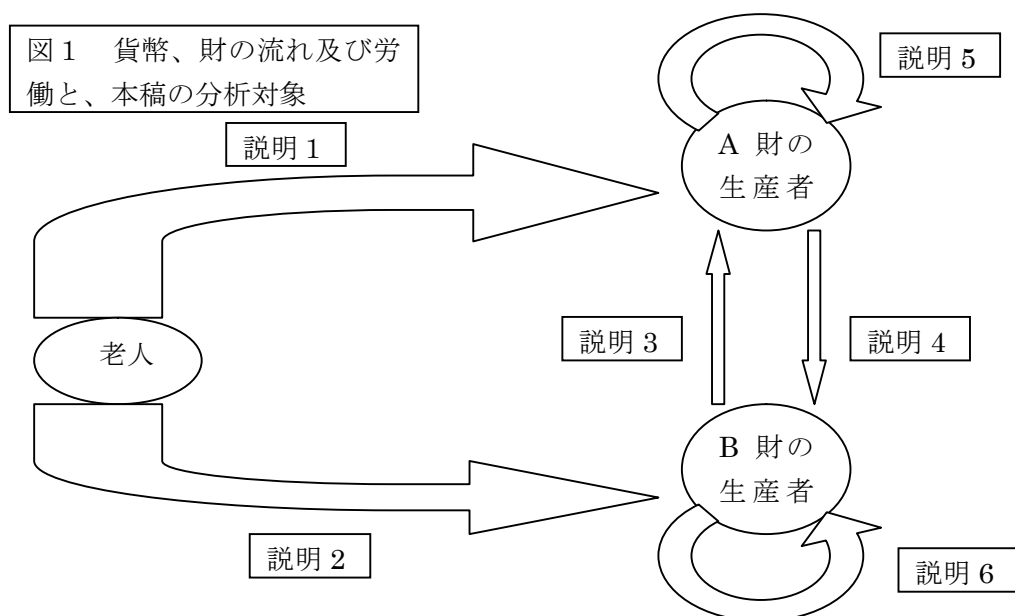 図１　貨幣、財の流れ及び労
働と、本稿の分析対象
説明 5
説明 1
A 財の
生産者
説明 3
説明 4
老人
B 財の
生産者
説明 2
説明 6